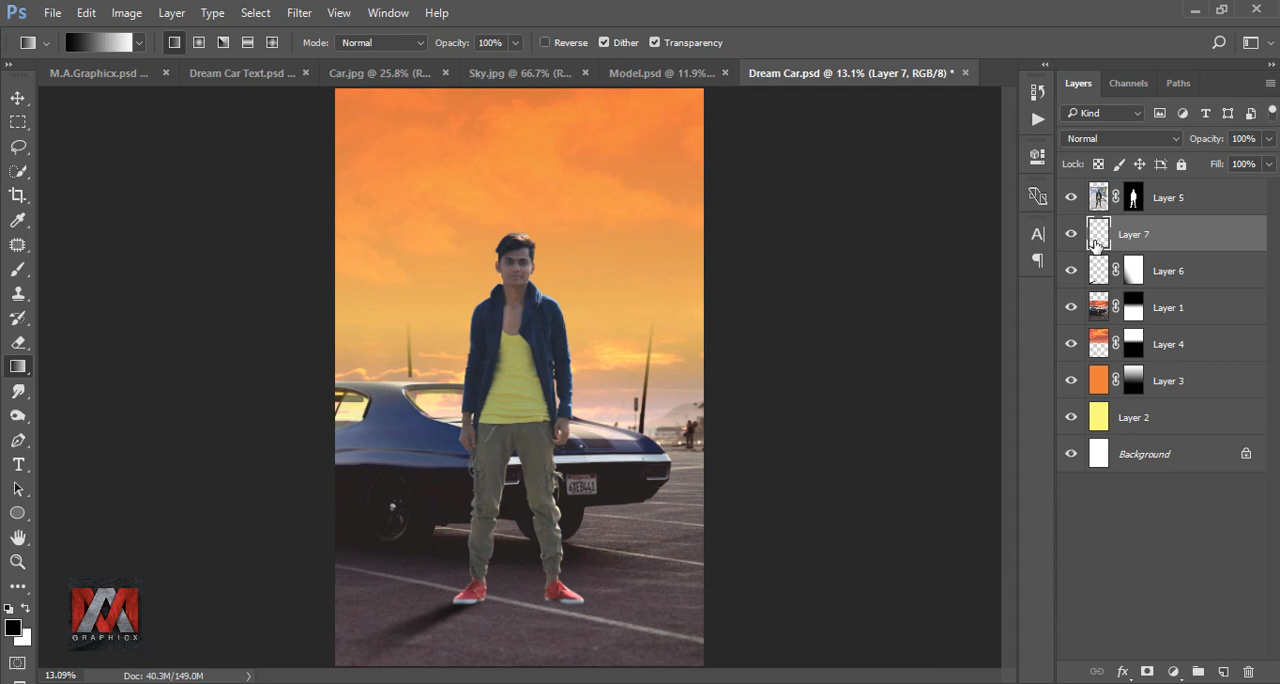 Ps File Edit Image Layer Type Select Filter View Window Help
Mode: Normal Opacity: 100% Reverse Dither Transparency
M.A.Graphicx.psd ... × Dream Car Text.psd ... × Car.jpg @ 25.8% (R... × Sky.jpg @ 66.7% (R... × Model.psd @ 11.9%... × Dream Car.psd @ 13.1% (Layer 7, RGB/8) * ×
Layers Channels Paths
Kind
Normal Opacity: 100%
Lock: Fill: 100%
Layer 5
Layer 7
Layer 6
Layer 1
Layer 4
Layer 3
Layer 2
Background
GRAPHICX
13.09% Doc: 40.3M/149.0M